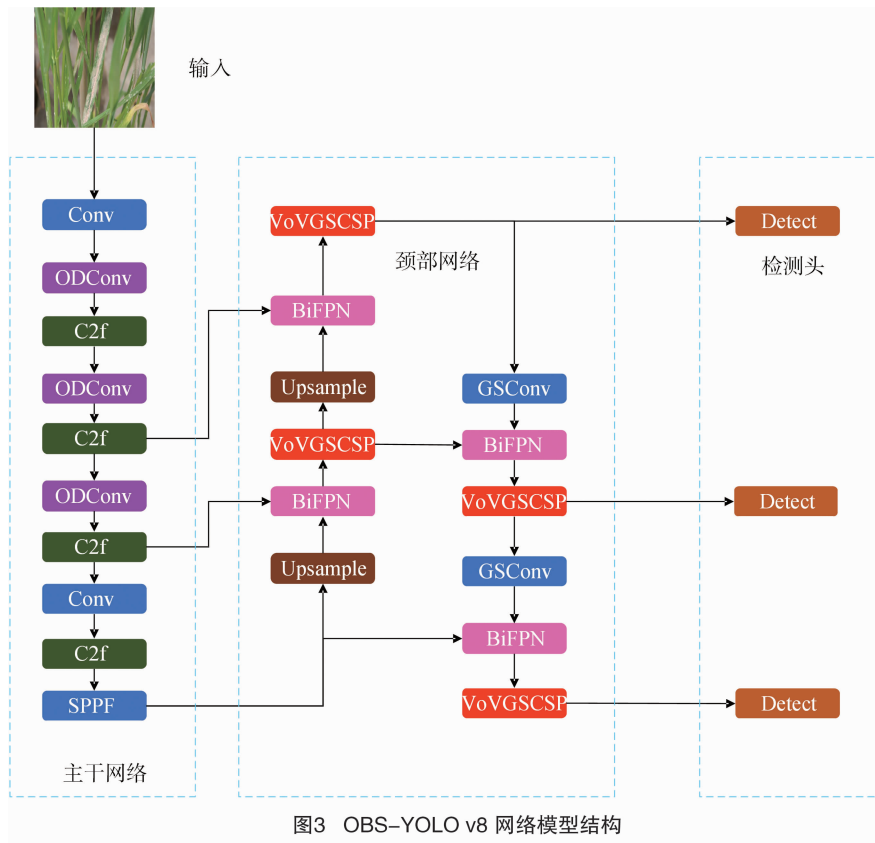 输入
Conv
ODConv
C2f
ODConv
C2f
ODConv
C2f
Conv
C2f
SPPF
主干网络
VoVGSCSP
颈部网络
BiFPN
Upsample
VoVGSCSP
BiFPN
Upsample
GSConv
BiFPN
VoVGSCSP
GSConv
BiFPN
VoVGSCSP
Detect
检测头
Detect
Detect
图3 OBS–YOLO v8 网络模型结构